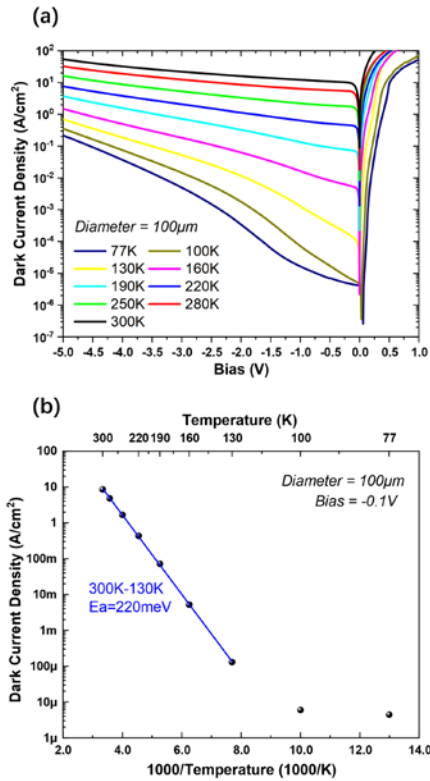 (a)
Dark Current Density (A/cm²)
10²
10¹
10⁰
10⁻¹
10⁻²
10⁻³
10⁻⁴
10⁻⁵
10⁻⁶
10⁻⁷
Diameter = 100μm
77K 100K
130K 160K
190K 220K
250K 280K
300K
-5.0 -4.5 -4.0 -3.5 -3.0 -2.5 -2.0 -1.5 -1.0 -0.5 0.0 0.5 1.0
Bias (V)
(b)
Temperature (K)
300 220 190 160 130 100 77
Dark Current Density (A/cm²)
100
10
1
100m
10m
1m
100μ
10μ
1μ
Diameter = 100μm
Bias = -0.1V
300K-130K
Ea=220meV
2.0 4.0 6.0 8.0 10.0 12.0 14.0
1000/Temperature (1000/K)